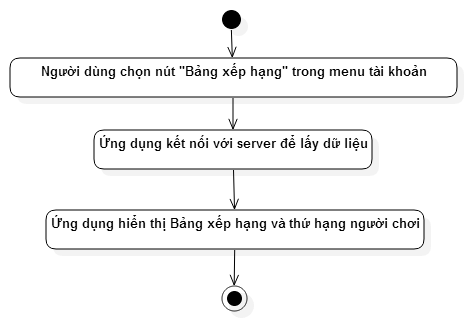 Người dùng chọn nút "Bảng xếp hạng" trong menu tài khoản
Ứng dụng kết nối với server để lấy dữ liệu
Ứng dụng hiển thị Bảng xếp hạng và thứ hạng người chơi